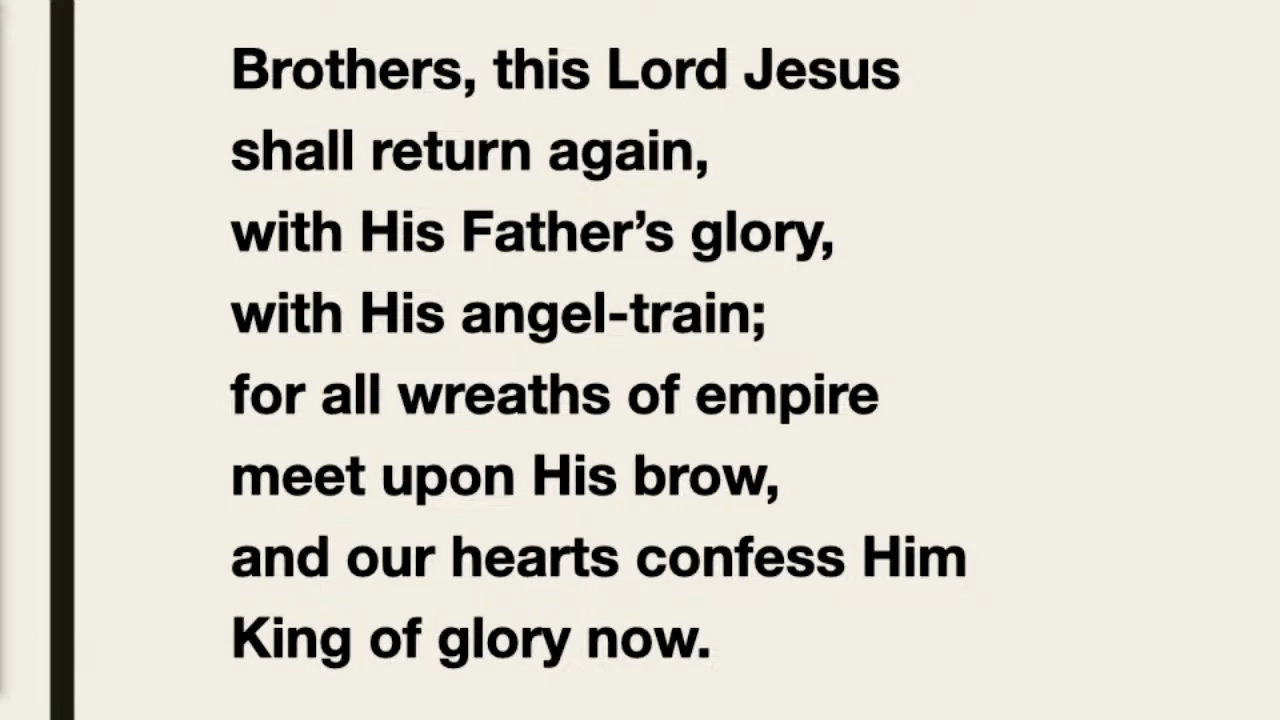 Brothers, this Lord Jesus
shall return again,
with His Father’s glory,
with His angel-train;
for all wreaths of empire
meet upon His brow,
and our hearts confess Him
King of glory now.